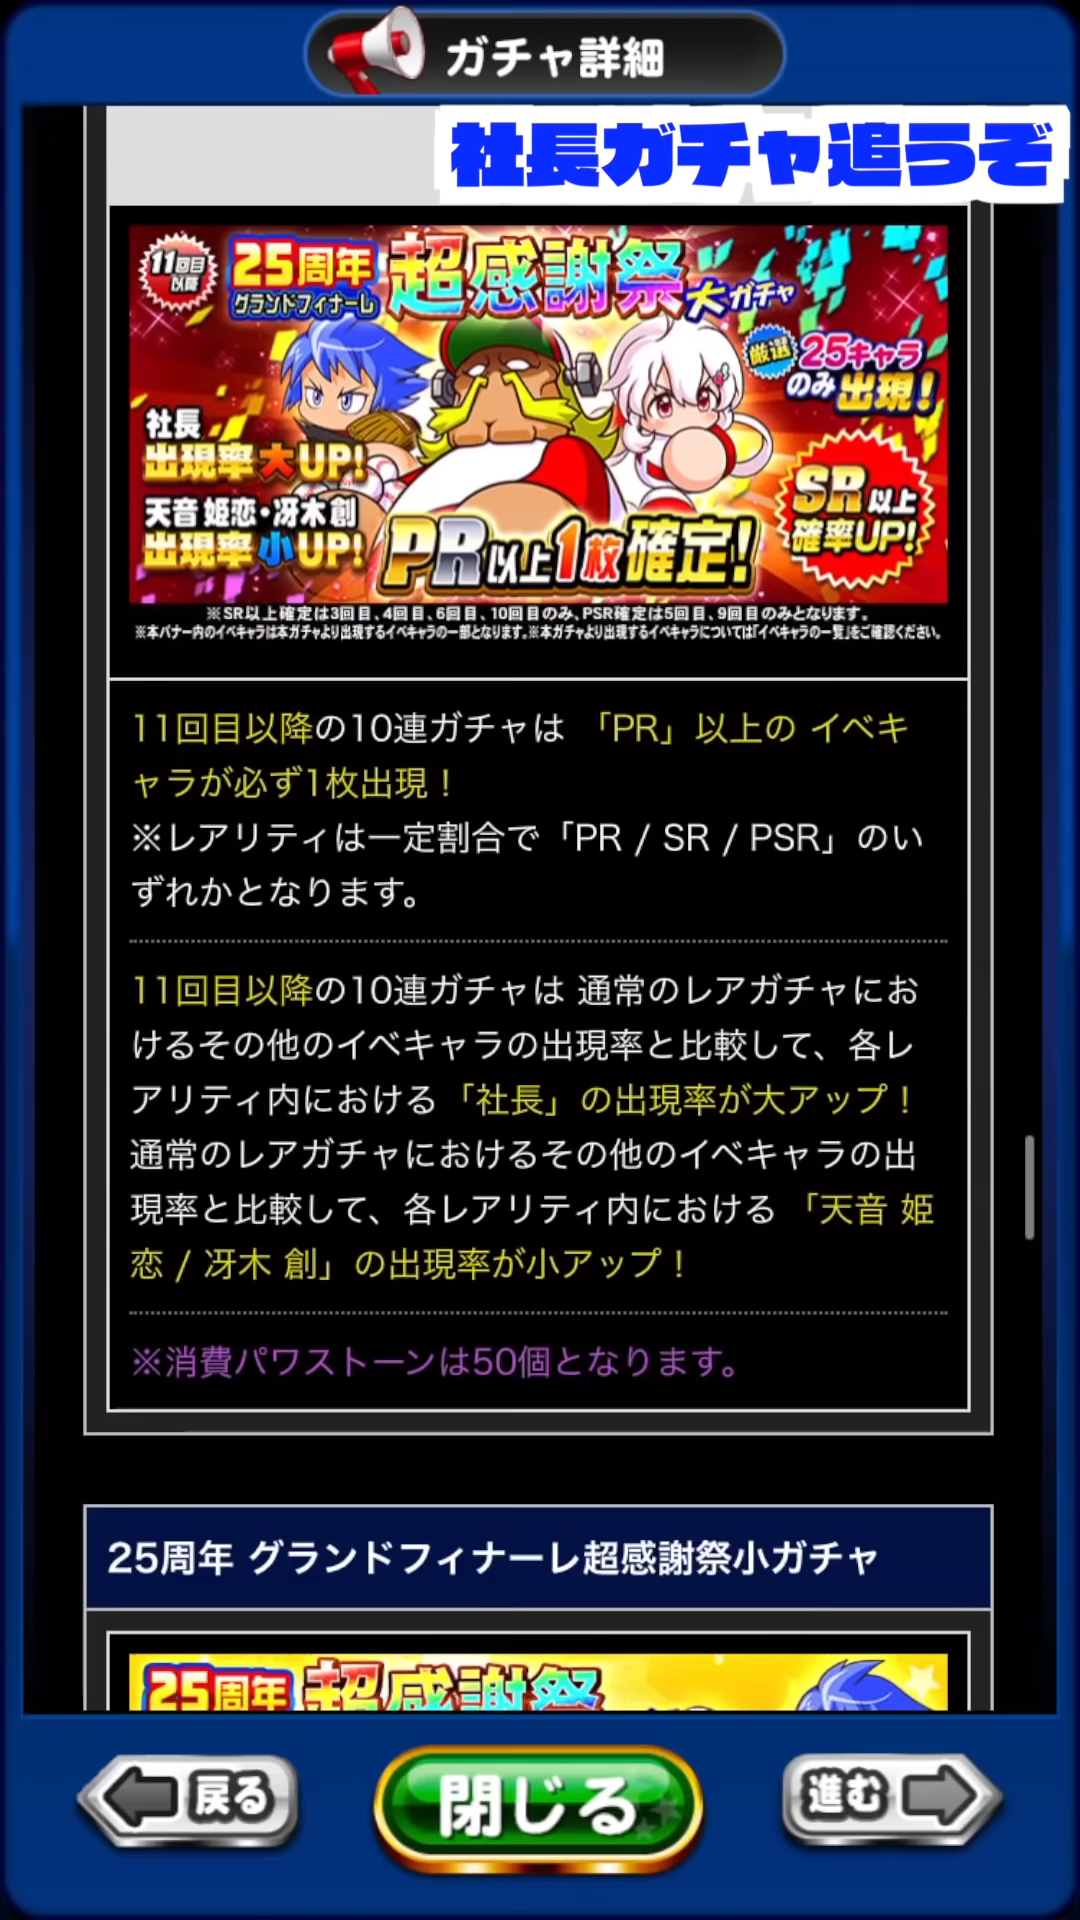 ガチャ詳細
社長ガチャ追うぞ
11回目以降
25周年
グランドフィナーレ
超感謝祭大ガチャ
厳選25キャラ
のみ出現!
社長
出現率大UP!
天音 姫恋・冴木 創
出現率小UP!
SR以上
確率UP!
PR以上1枚確定!
※SR以上確定は3回目、4回目、6回目、10回目のみ、PSR確定は5回目、9回目のみとなります。
※本バナー内のイベキャラは本ガチャより出現するイベキャラの一部となります。※本ガチャより出現するイベキャラについては「イベキャラの一覧」をご確認ください。
11回目以降の10連ガチャは 「PR」以上の イベキ
ャラが必ず1枚出現!
※レアリティは一定割合で「PR / SR / PSR」のい
ずれかとなります。
11回目以降の10連ガチャは 通常のレアガチャにお
けるその他のイベキャラの出現率と比較して、各レ
アリティ内における「社長」の出現率が大アップ!
通常のレアガチャにおけるその他のイベキャラの出
現率と比較して、各レアリティ内における 「天音 姫
恋 / 冴木 創」の出現率が小アップ!
※消費パワストーンは50個となります。
25周年 グランドフィナーレ超感謝祭小ガチャ
25周年 超感謝祭
戻る
閉じる
進む